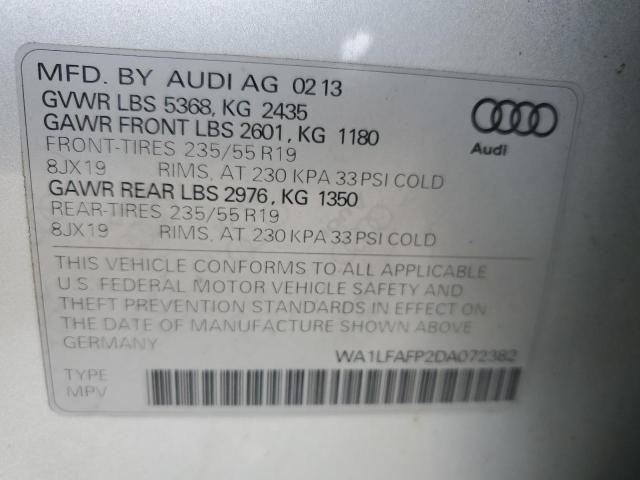 MFD. BY AUDI AG 02 13
GVWR LBS 5368, KG 2435
GAWR FRONT LBS 2601, KG 1180
FRONT-TIRES 235/55 R19
8JX19 RIMS, AT 230 KPA 33 PSI COLD
GAWR REAR LBS 2976, KG 1350
REAR-TIRES 235/55 R19
8JX19 RIMS, AT 230 KPA 33 PSI COLD
Audi
THIS VEHICLE CONFORMS TO ALL APPLICABLE
U.S. FEDERAL MOTOR VEHICLE SAFETY AND
THEFT PREVENTION STANDARDS IN EFFECT ON
THE DATE OF MANUFACTURE SHOWN ABOVE
GERMANY
WA1LFAFP2DA072382
TYPE
MPV